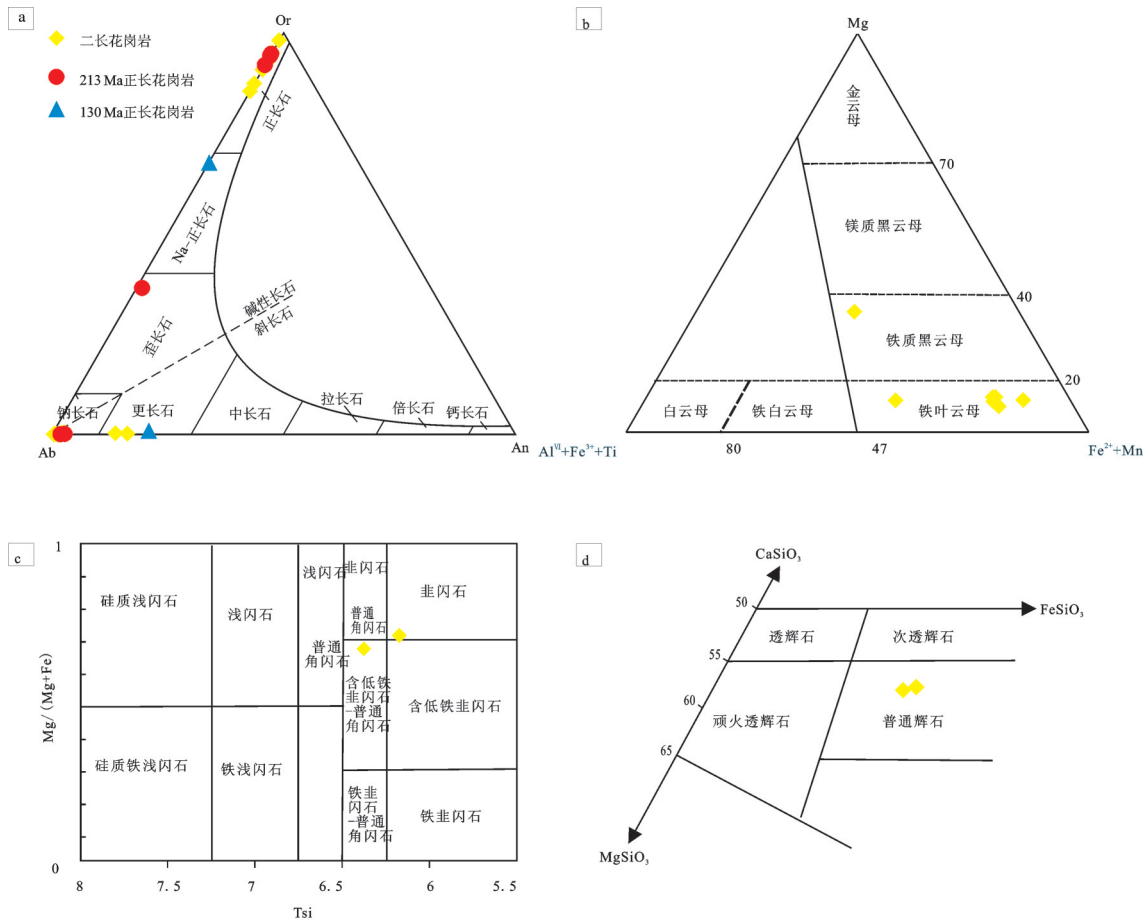 a
Or
二长花岗岩
213 Ma正长花岗岩
130 Ma正长花岗岩
正长石
Na-正长石
碱性长石
斜长石
歪长石
钠长石
更长石
中长石
拉长石
倍长石
钙长石
Ab
An
b
Mg
金云母
70
镁质黑云母
40
铁质黑云母
20
白云母
铁白云母
铁叶云母
80
47
Al^VI+Fe³⁺+Ti
Fe²⁺+Mn
c
1
Mg/(Mg+Fe)
硅质浅闪石
浅闪石
浅闪石
韭闪石
韭闪石
普通
角闪石
普通
角闪石
含低铁
韭闪石
-普通
角闪石
含低铁韭闪石
硅质铁浅闪石
铁浅闪石
铁韭
闪石
-普通
角闪石
铁韭闪石
0
8
7.5
7
6.5
6
5.5
Tsi
d
CaSiO₃
50
FeSiO₃
透辉石
次透辉石
55
60
顽火透辉石
普通辉石
65
MgSiO₃